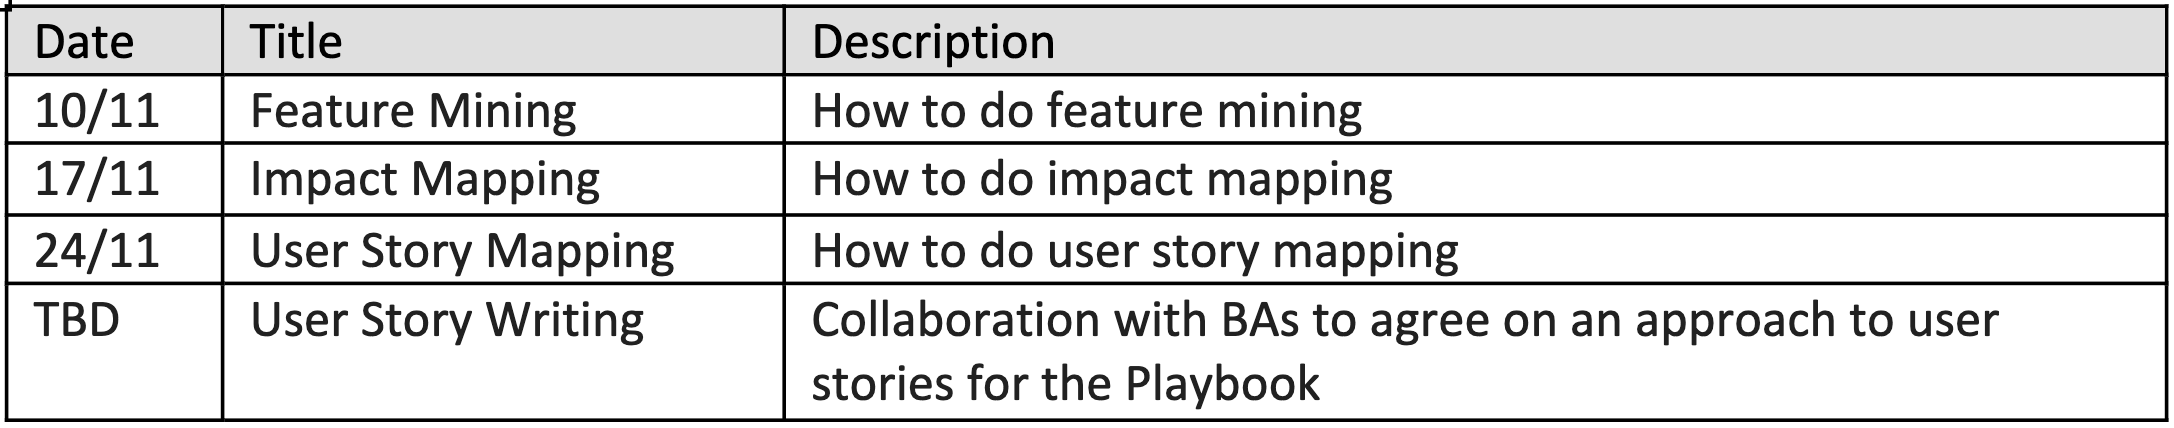 Date Title Description
10/11 Feature Mining How to do feature mining
17/11 Impact Mapping How to do impact mapping
24/11 User Story Mapping How to do user story mapping
TBD User Story Writing Collaboration with BAs to agree on an approach to user
stories for the Playbook